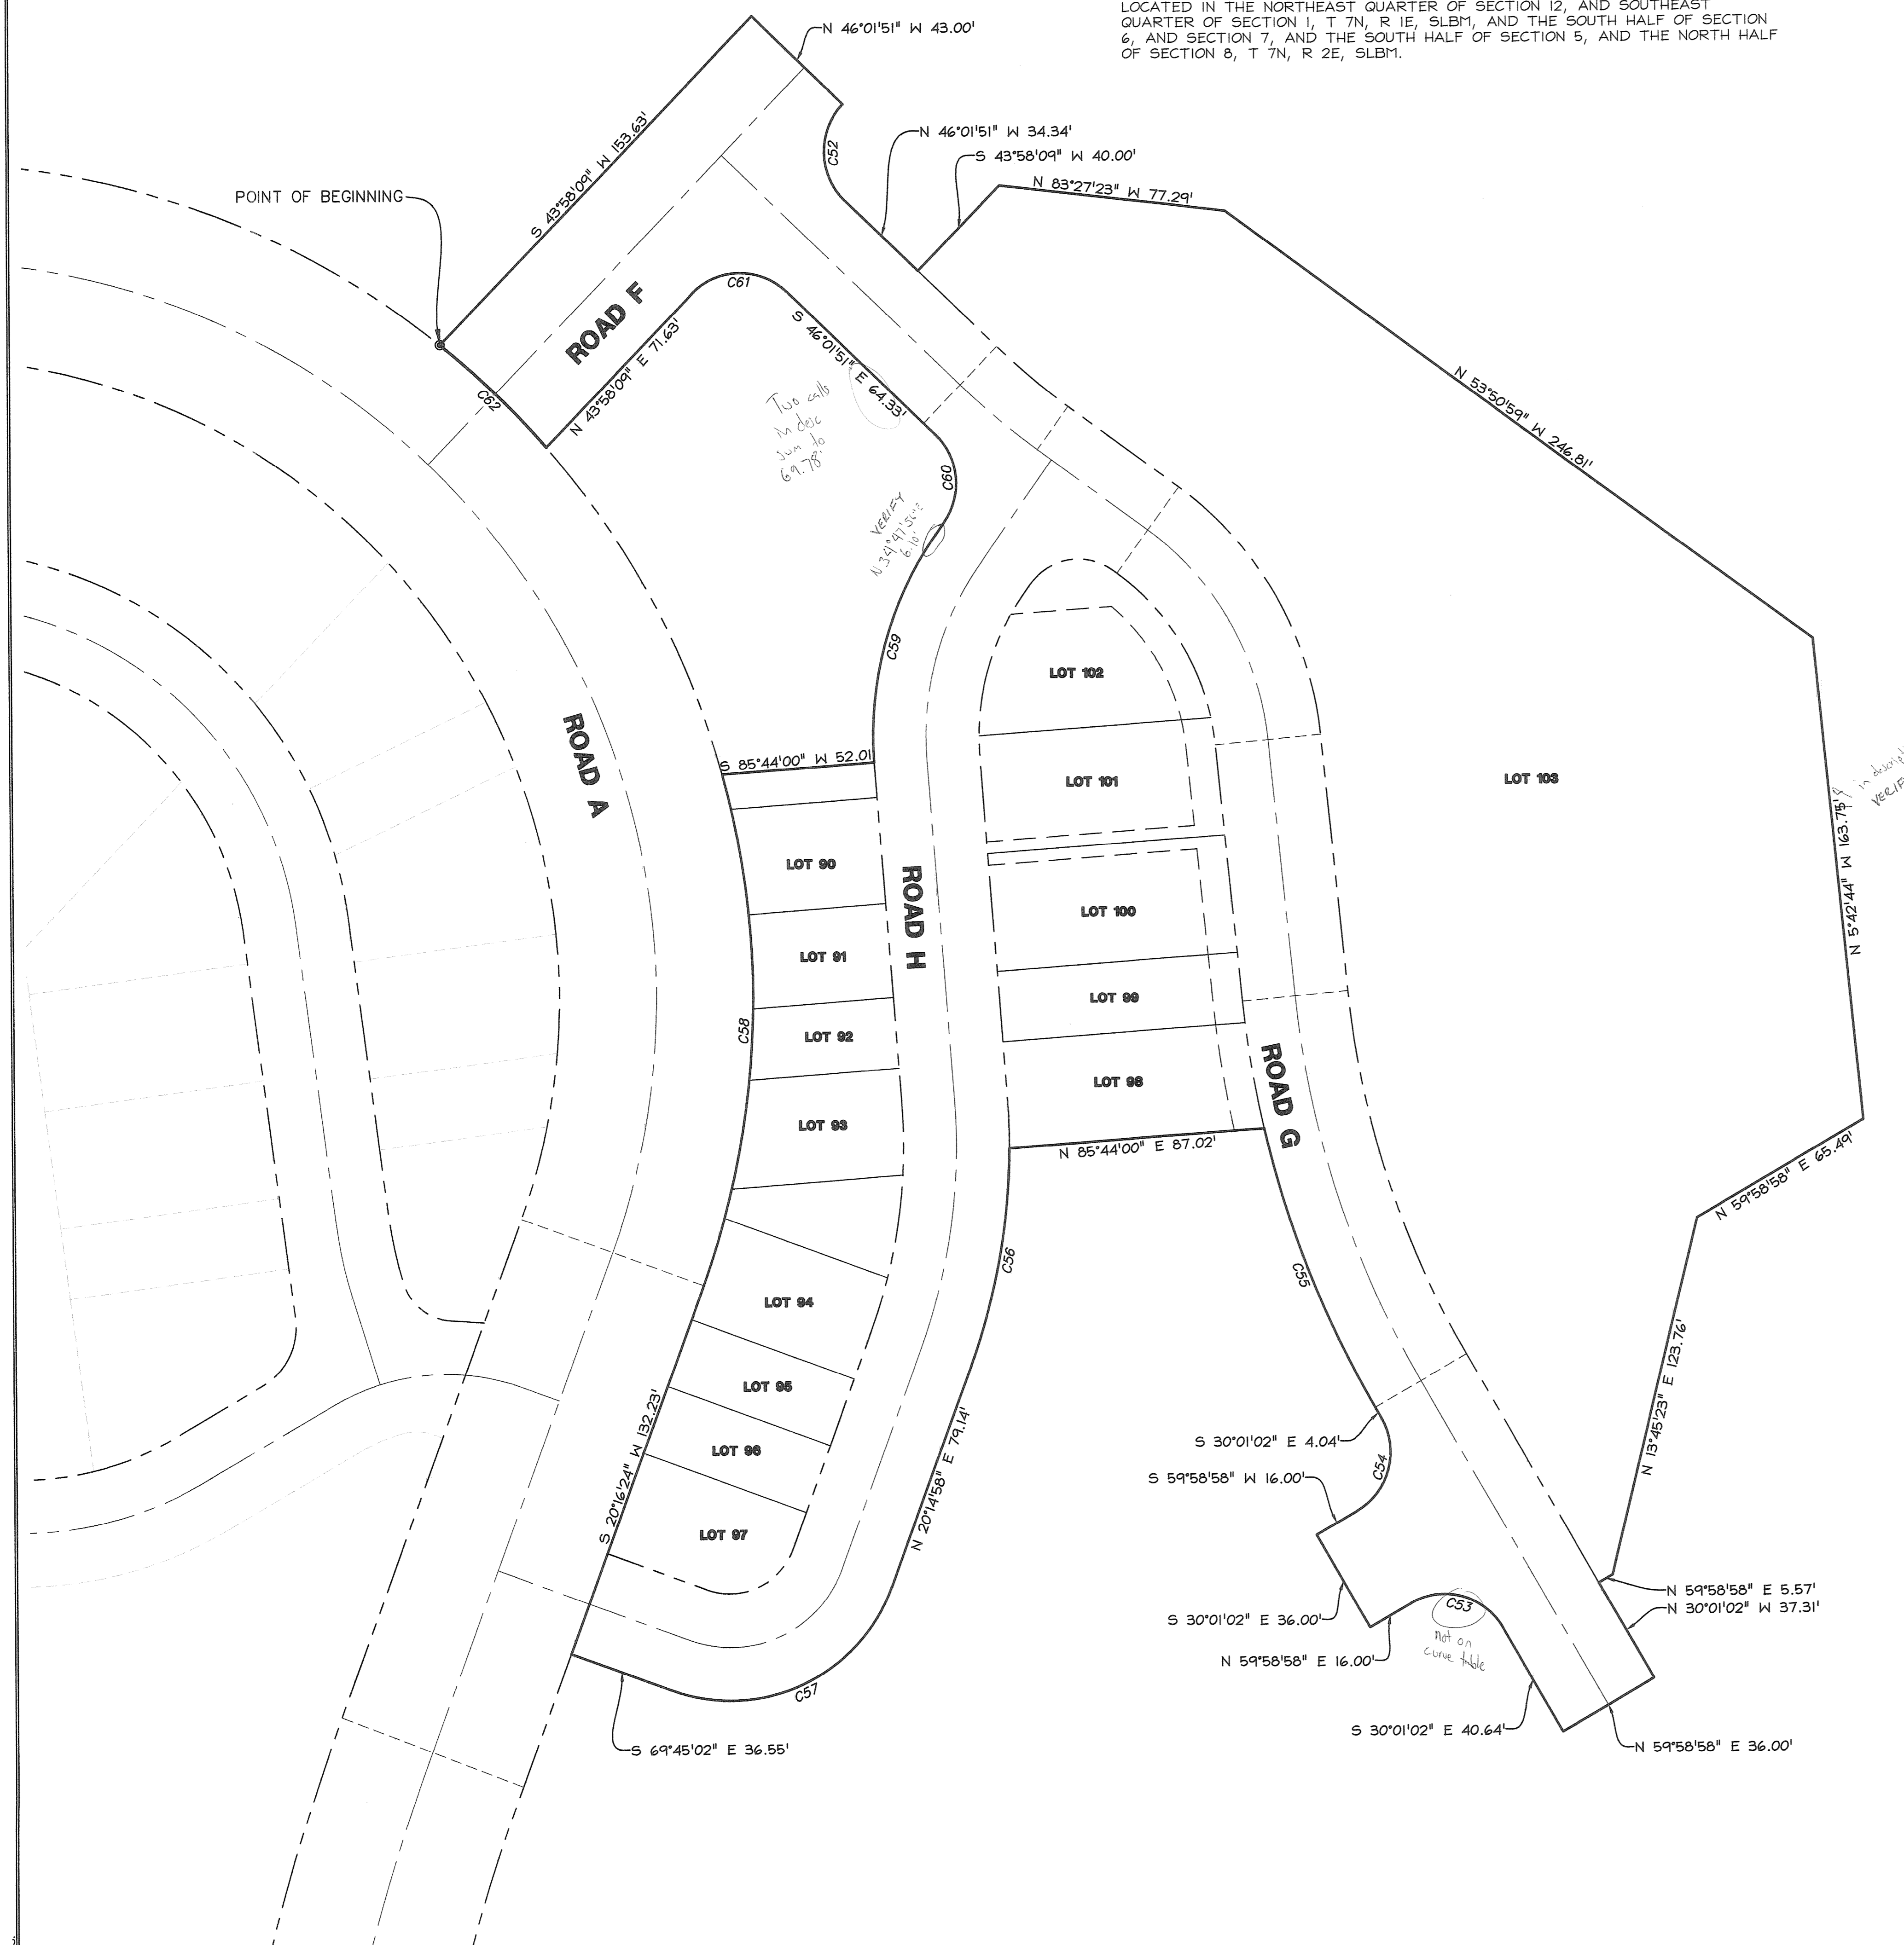 LOCATED IN THE NORTHEAST QUARTER OF SECTION 12, AND SOUTHEAST
QUARTER OF SECTION 1, T 7N, R 1E, SLBM, AND THE SOUTH HALF OF SECTION
6, AND SECTION 7, AND THE SOUTH HALF OF SECTION 5, AND THE NORTH HALF
OF SECTION 8, T 7N, R 2E, SLBM.
N 46°01'51" W 43.00'
N 46°01'51" W 34.34'
S 43°58'09" W 40.00'
N 83°27'23" W 77.29'
S 43°58'09" W 153.63'
C52
POINT OF BEGINNING
C61
ROAD F
C62
N 43°58'09" E 71.63'
S 46°01'51" E 64.33'
Two calls
in desc
sum to
69.78'
C60
VERIFY
6.10'
N 53°50'59" W 246.81'
C59
LOT 102
ROAD A
S 85°44'00" W 52.01'
LOT 101
LOT 103
in
N 5°42'44" W 163.75'
LOT 90
ROAD H
LOT 100
LOT 91
LOT 99
C58
LOT 92
ROAD G
LOT 98
LOT 93
N 85°44'00" E 87.02'
N 59°58'58" E 65.49'
C56
C55
LOT 94
N 13°45'23" E 123.76'
LOT 95
S 20°16'24" W 132.23'
N 20°14'58" E 79.14'
LOT 96
S 30°01'02" E 4.04'
C54
S 59°58'58" W 16.00'
LOT 97
N 59°58'58" E 5.57'
N 30°01'02" W 37.31'
S 30°01'02" E 36.00'
C53
not on
curve table
N 59°58'58" E 16.00'
C57
S 30°01'02" E 40.64'
N 59°58'58" E 36.00'
S 69°45'02" E 36.55'